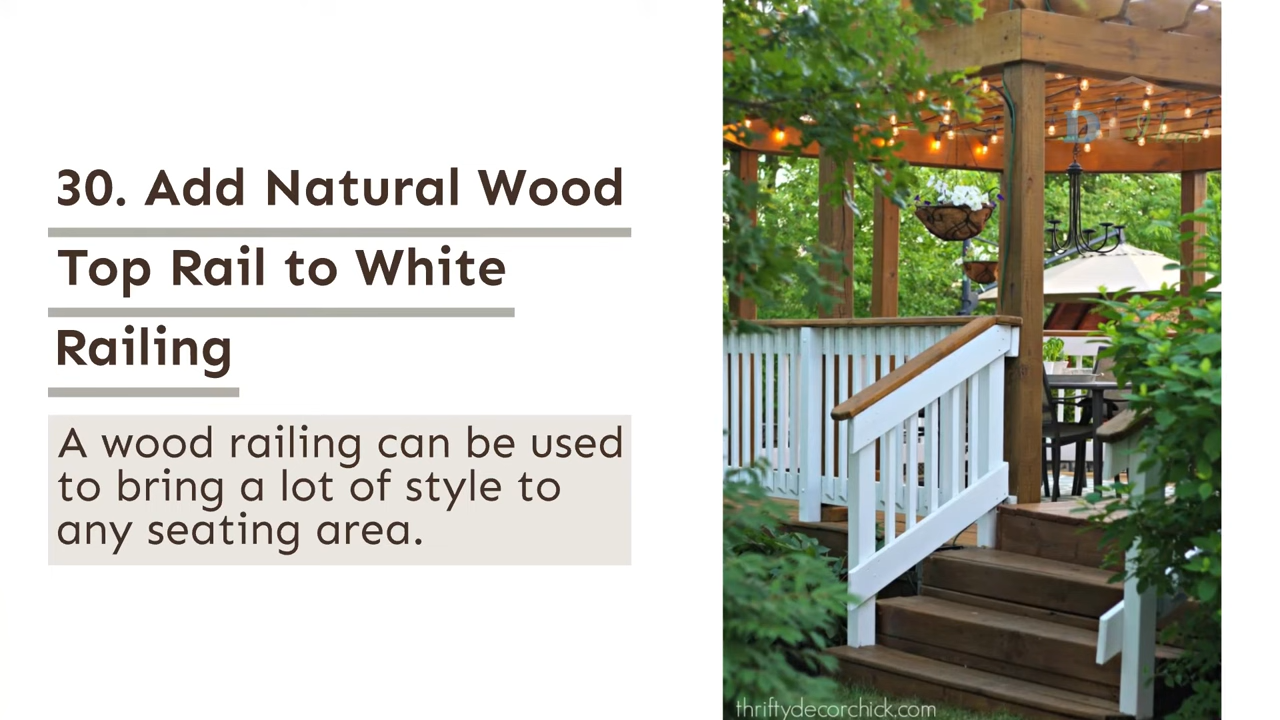 30. Add Natural Wood
Top Rail to White
Railing
A wood railing can be used
to bring a lot of style to
any seating area.
thriftydecorchick.com